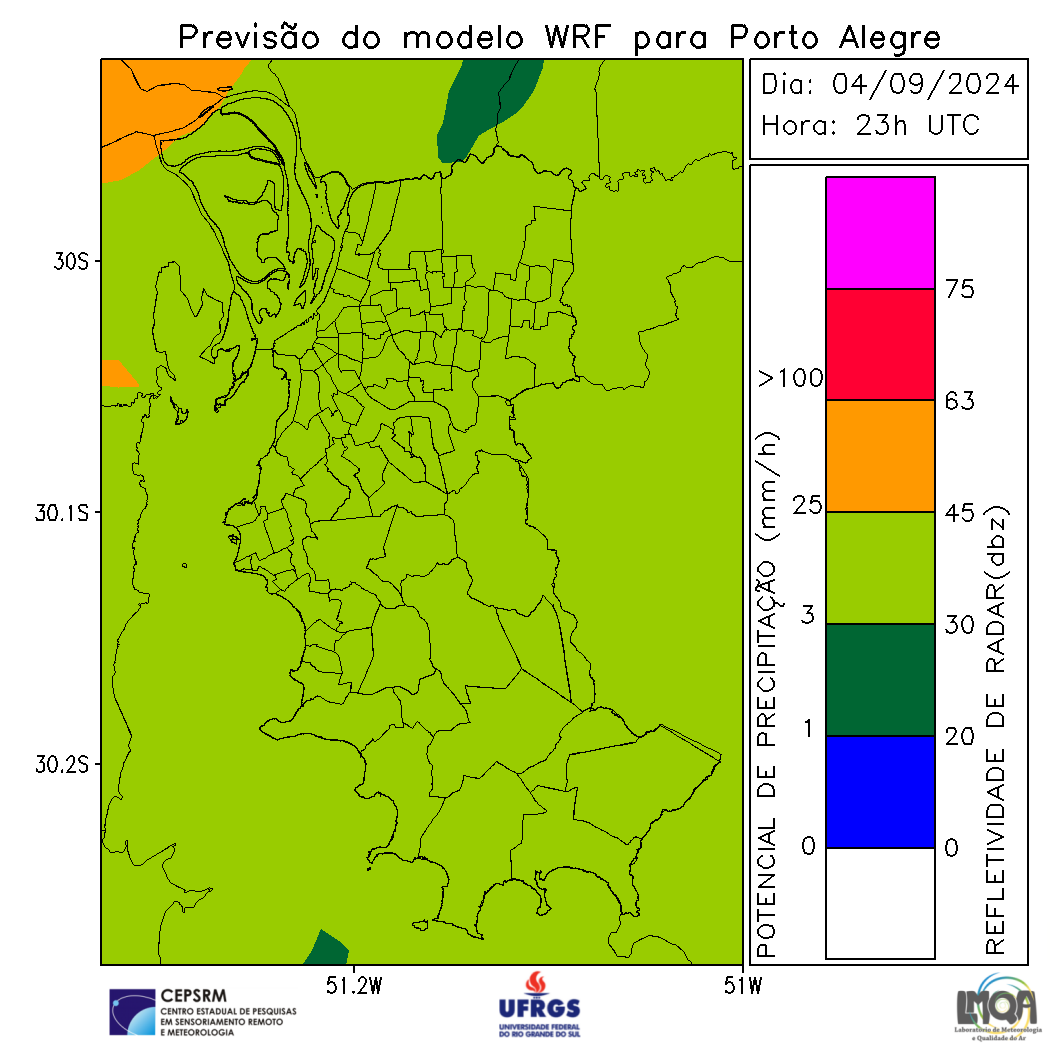 Previsão do modelo WRF para Porto Alegre
Dia: 04/09/2024
Hora: 23h UTC
30S
30.1S
30.2S
51.2W
51W
POTENCIAL DE PRECIPITAÇÃO (mm/h)
>100
25
3
1
0
75
63
45
30
20
0
REFLETIVIDADE DE RADAR(dbz)
CEPSRM
CENTRO ESTADUAL DE PESQUISAS
EM SENSORIAMENTO REMOTO
E METEOROLOGIA
UFRGS
UNIVERSIDADE FEDERAL
DO RIO GRANDE DO SUL
LMQA
Laboratório de Meteorologia
e Qualidade do Ar